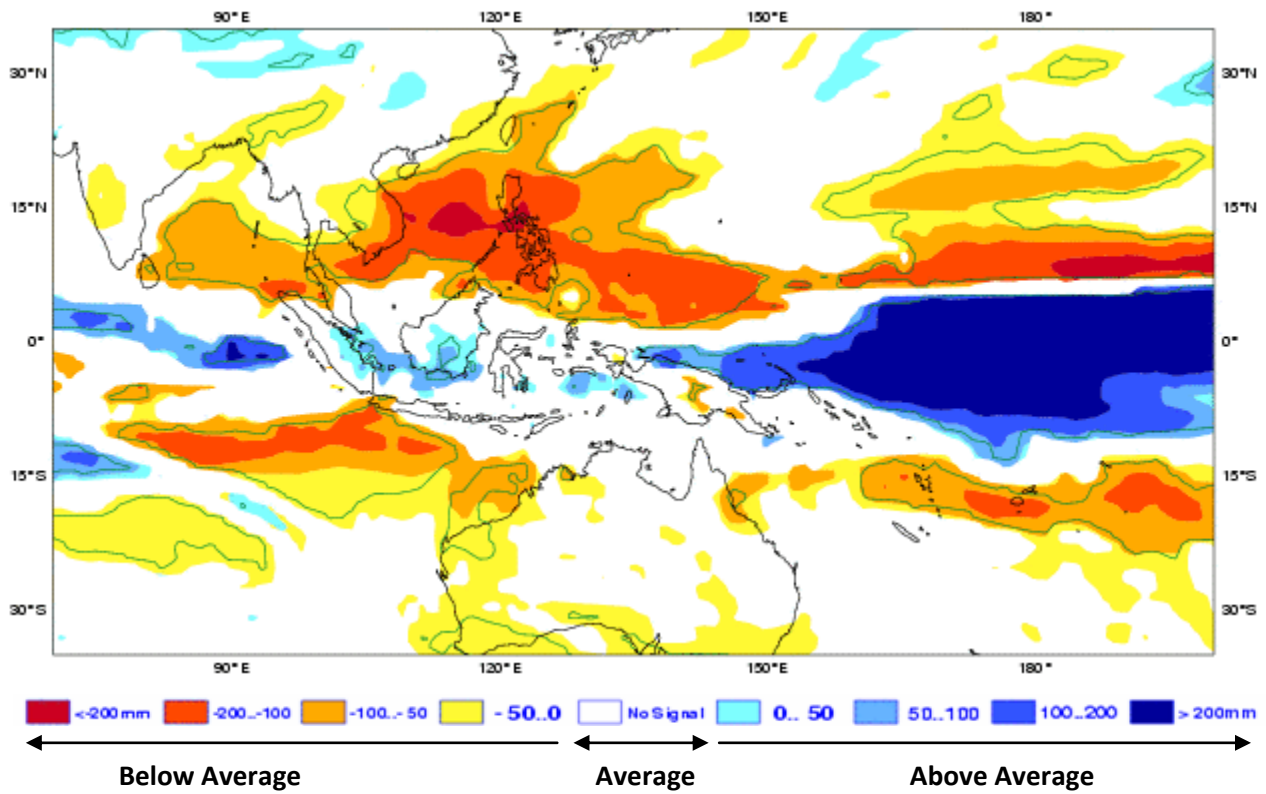 90°E 120°E 150°E 180°
30°N 30°N
15°N 15°N
0° 0°
15°S 15°S
30°S 30°S
90°E 120°E 150°E 180°
<-200mm -200..-100 -100..-50 -50..0 No Signal 0..50 50..100 100..200 >200mm
Below Average Average Above Average